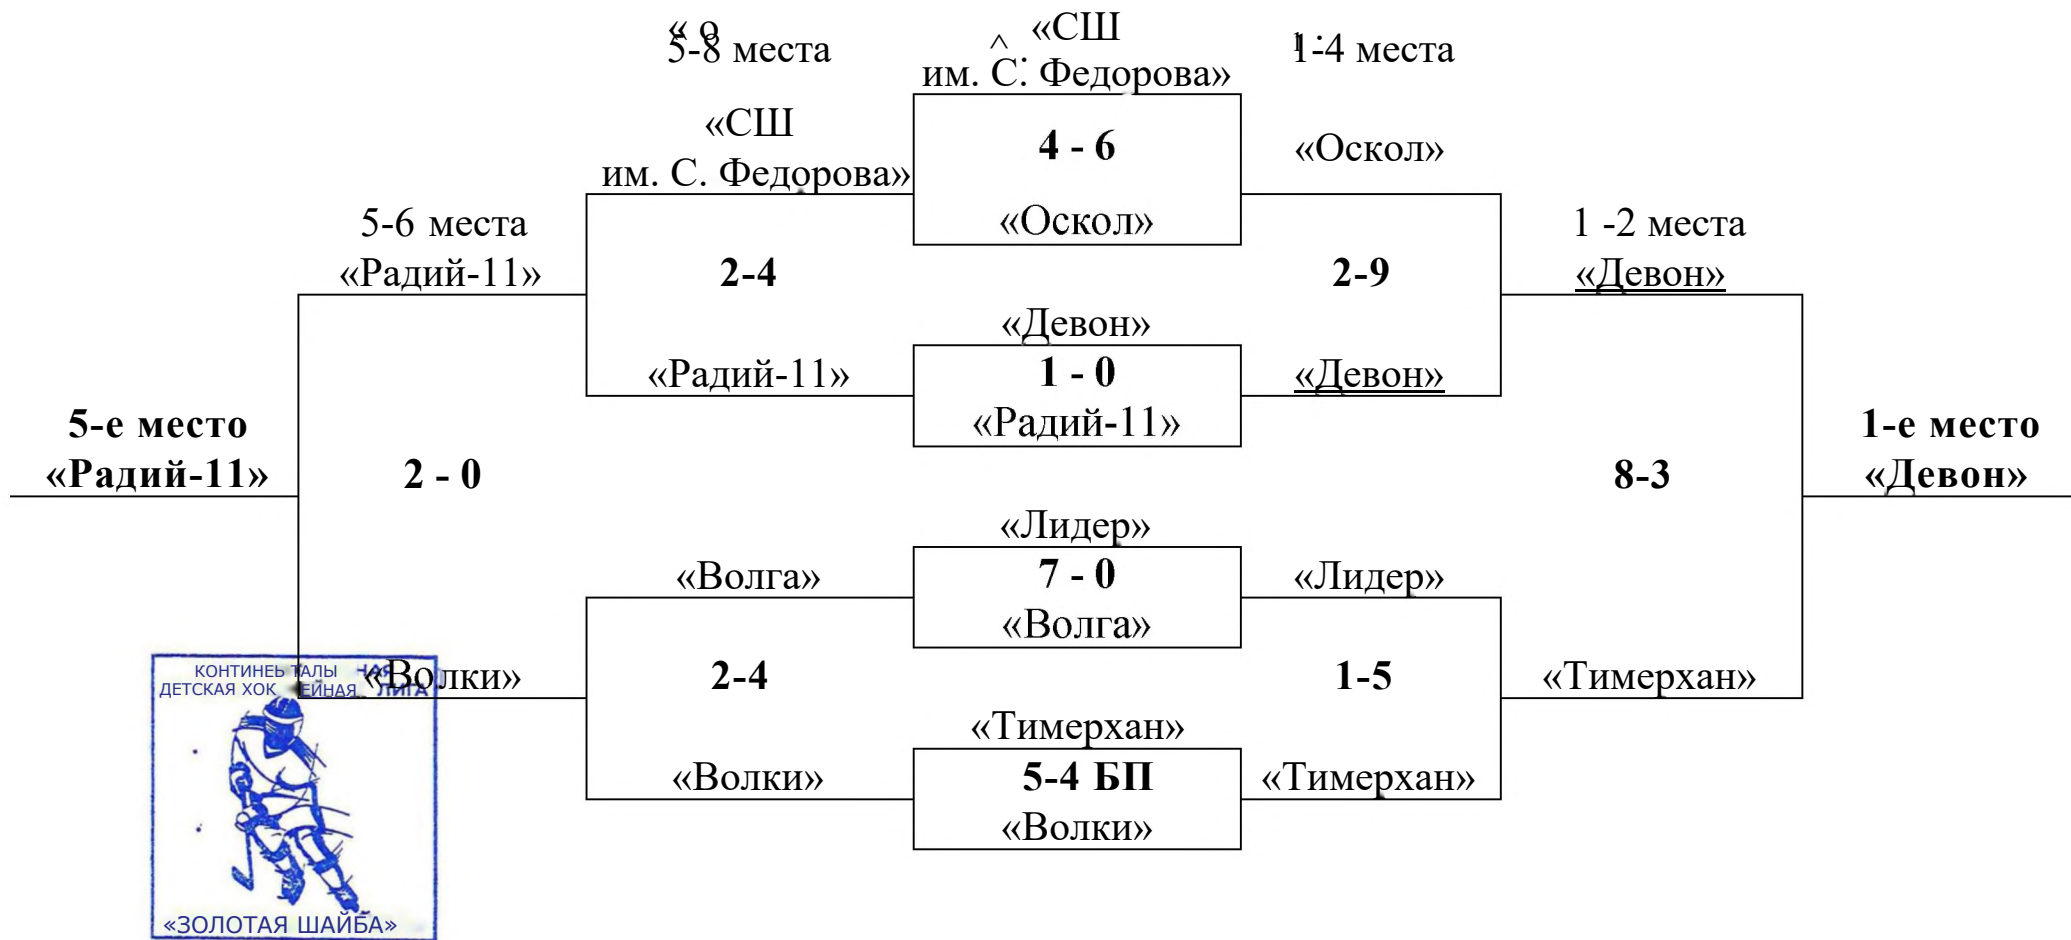 «СШ
5-8 места
1-4 места
им. С. Федорова»
«СШ
4 - 6
«Оскол»
им. С. Федорова»
5-6 места
«Оскол»
1 -2 места
«Радий-11»
2-4
2-9
«Девон»
«Девон»
«Радий-11»
1 - 0
«Девон»
5-е место
«Радий-11»
1-е место
«Радий-11»
2 - 0
8-3
«Девон»
«Лидер»
«Волга»
7 - 0
«Лидер»
«Волга»
«Волки»
2-4
1-5
«Тимерхан»
«Тимерхан»
«Волки»
5-4 БП
«Тимерхан»
«Волки»
ДЕТСКАЯ ЛИГА
«ЗОЛОТАЯ ШАЙБА»